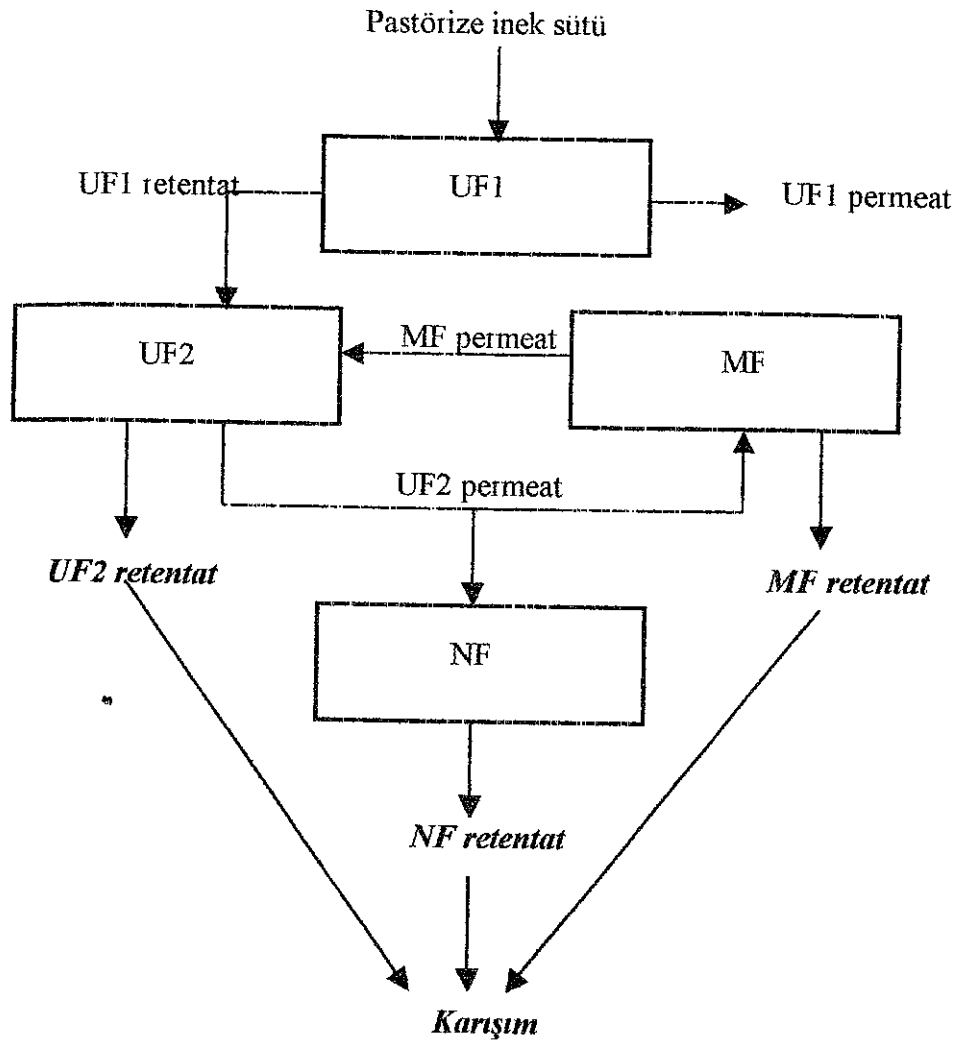 Pastörize inek sütü
UF1 retentat
UF1
UF1 permeat
UF2
MF permeat
MF
UF2 permeat
UF2 retentat
MF retentat
NF
NF retentat
Karışım